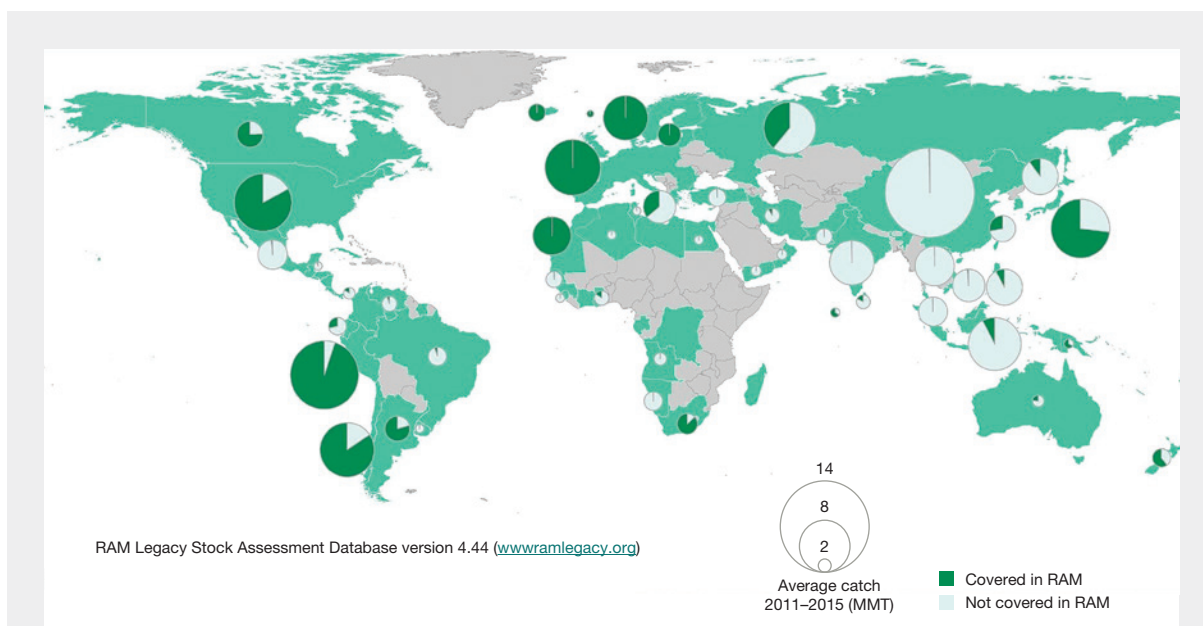 14
8
2
RAM Legacy Stock Assessment Database version 4.44 (wwwramlegacy.org)
Average catch
2011–2015 (MMT)
Covered in RAM
Not covered in RAM